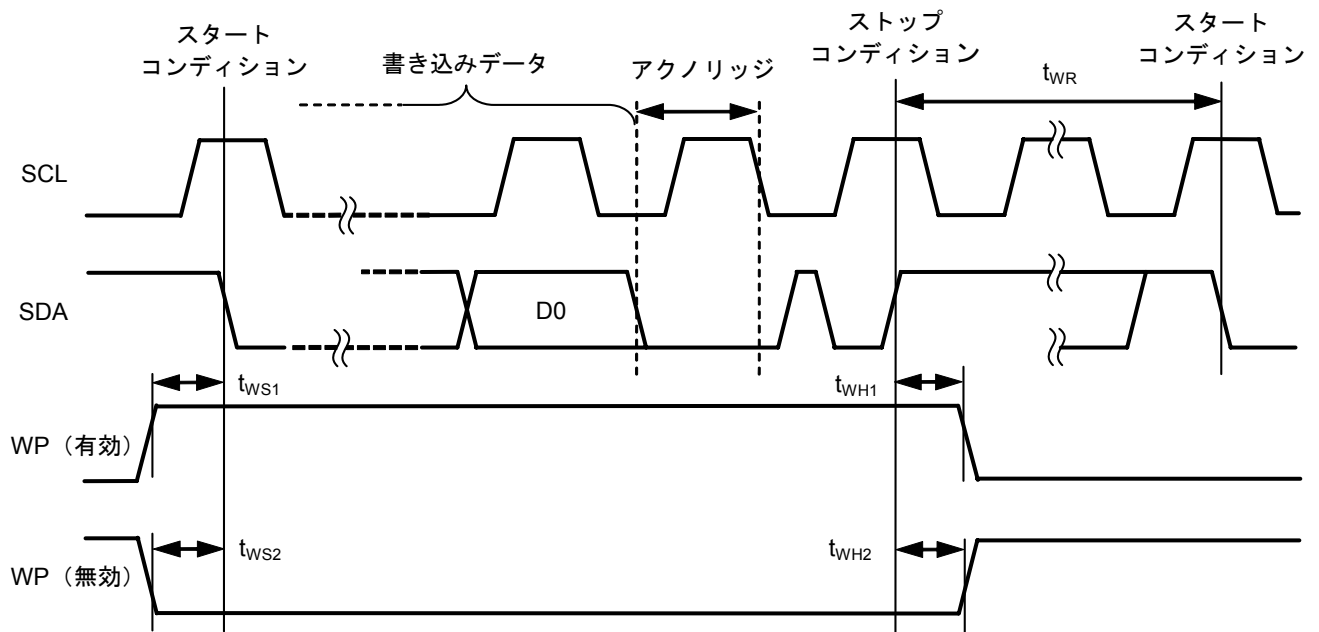 スタート
コンディション
書き込みデータ
アクノリッジ
ストップ
コンディション
スタート
コンディション
tWR
SCL
SDA
D0
tWS1
tWH1
WP（有効）
tWS2
tWH2
WP（無効）